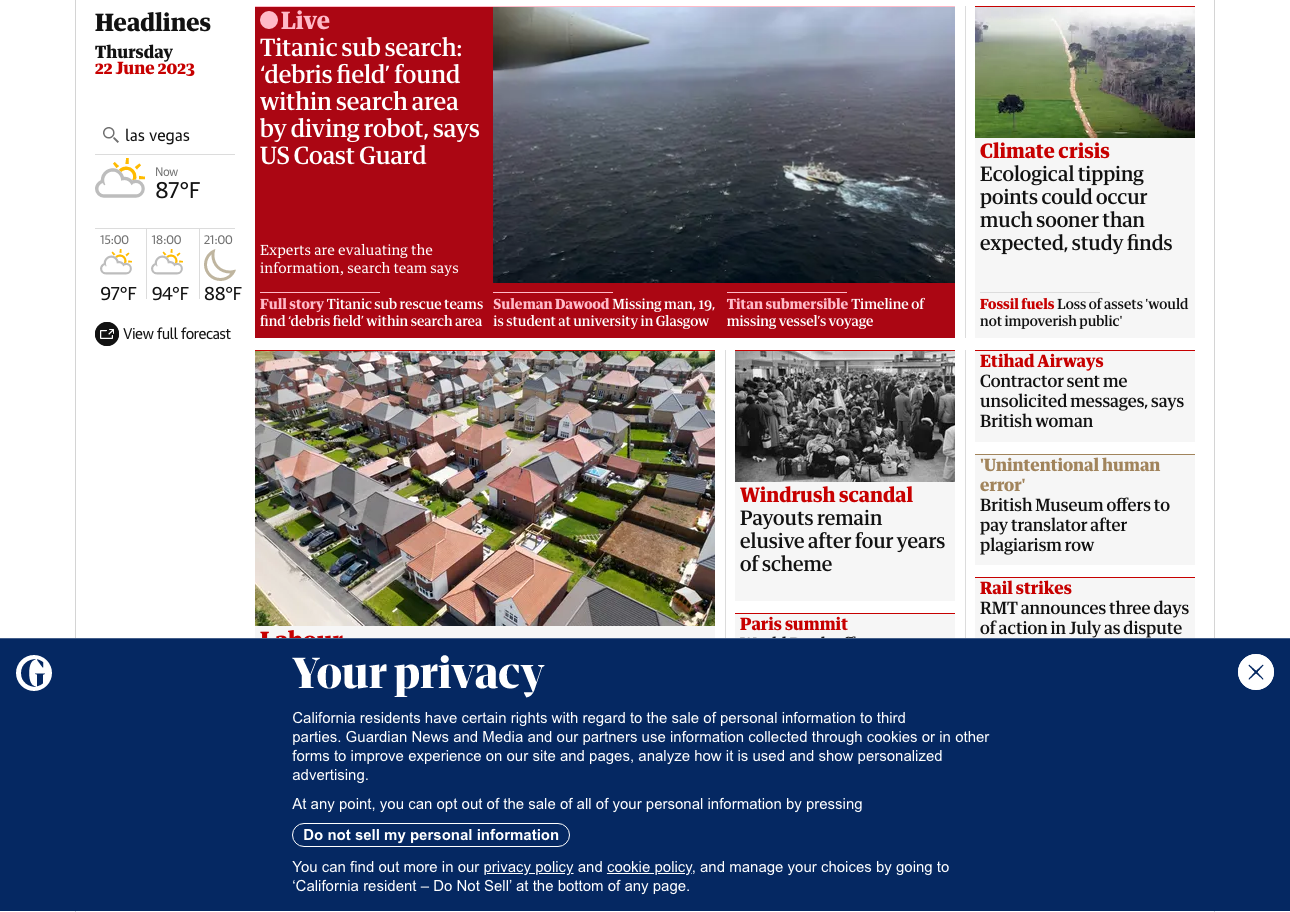 Headlines
Thursday
22 June 2023
las vegas
Now
87°F
15:00
97°F
18:00
94°F
21:00
88°F
View full forecast
Live
Titanic sub search:
‘debris field’ found
within search area
by diving robot, says
US Coast Guard
Experts are evaluating the
information, search team says
Full story Titanic sub rescue teams
find ‘debris field’ within search area
Suleman Dawood Missing man, 19,
is student at university in Glasgow
Titan submersible Timeline of
missing vessel’s voyage
Climate crisis
Ecological tipping
points could occur
much sooner than
expected, study finds
Fossil fuels Loss of assets 'would
not impoverish public'
Labour
Windrush scandal
Payouts remain
elusive after four years
of scheme
Paris summit
Etihad Airways
Contractor sent me
unsolicited messages, says
British woman
'Unintentional human
error'
British Museum offers to
pay translator after
plagiarism row
Rail strikes
RMT announces three days
of action in July as dispute
G
Your privacy
California residents have certain rights with regard to the sale of personal information to third
parties. Guardian News and Media and our partners use information collected through cookies or in other
forms to improve experience on our site and pages, analyze how it is used and show personalized
advertising.
At any point, you can opt out of the sale of all of your personal information by pressing
Do not sell my personal information
You can find out more in our privacy policy and cookie policy, and manage your choices by going to
‘California resident – Do Not Sell’ at the bottom of any page.